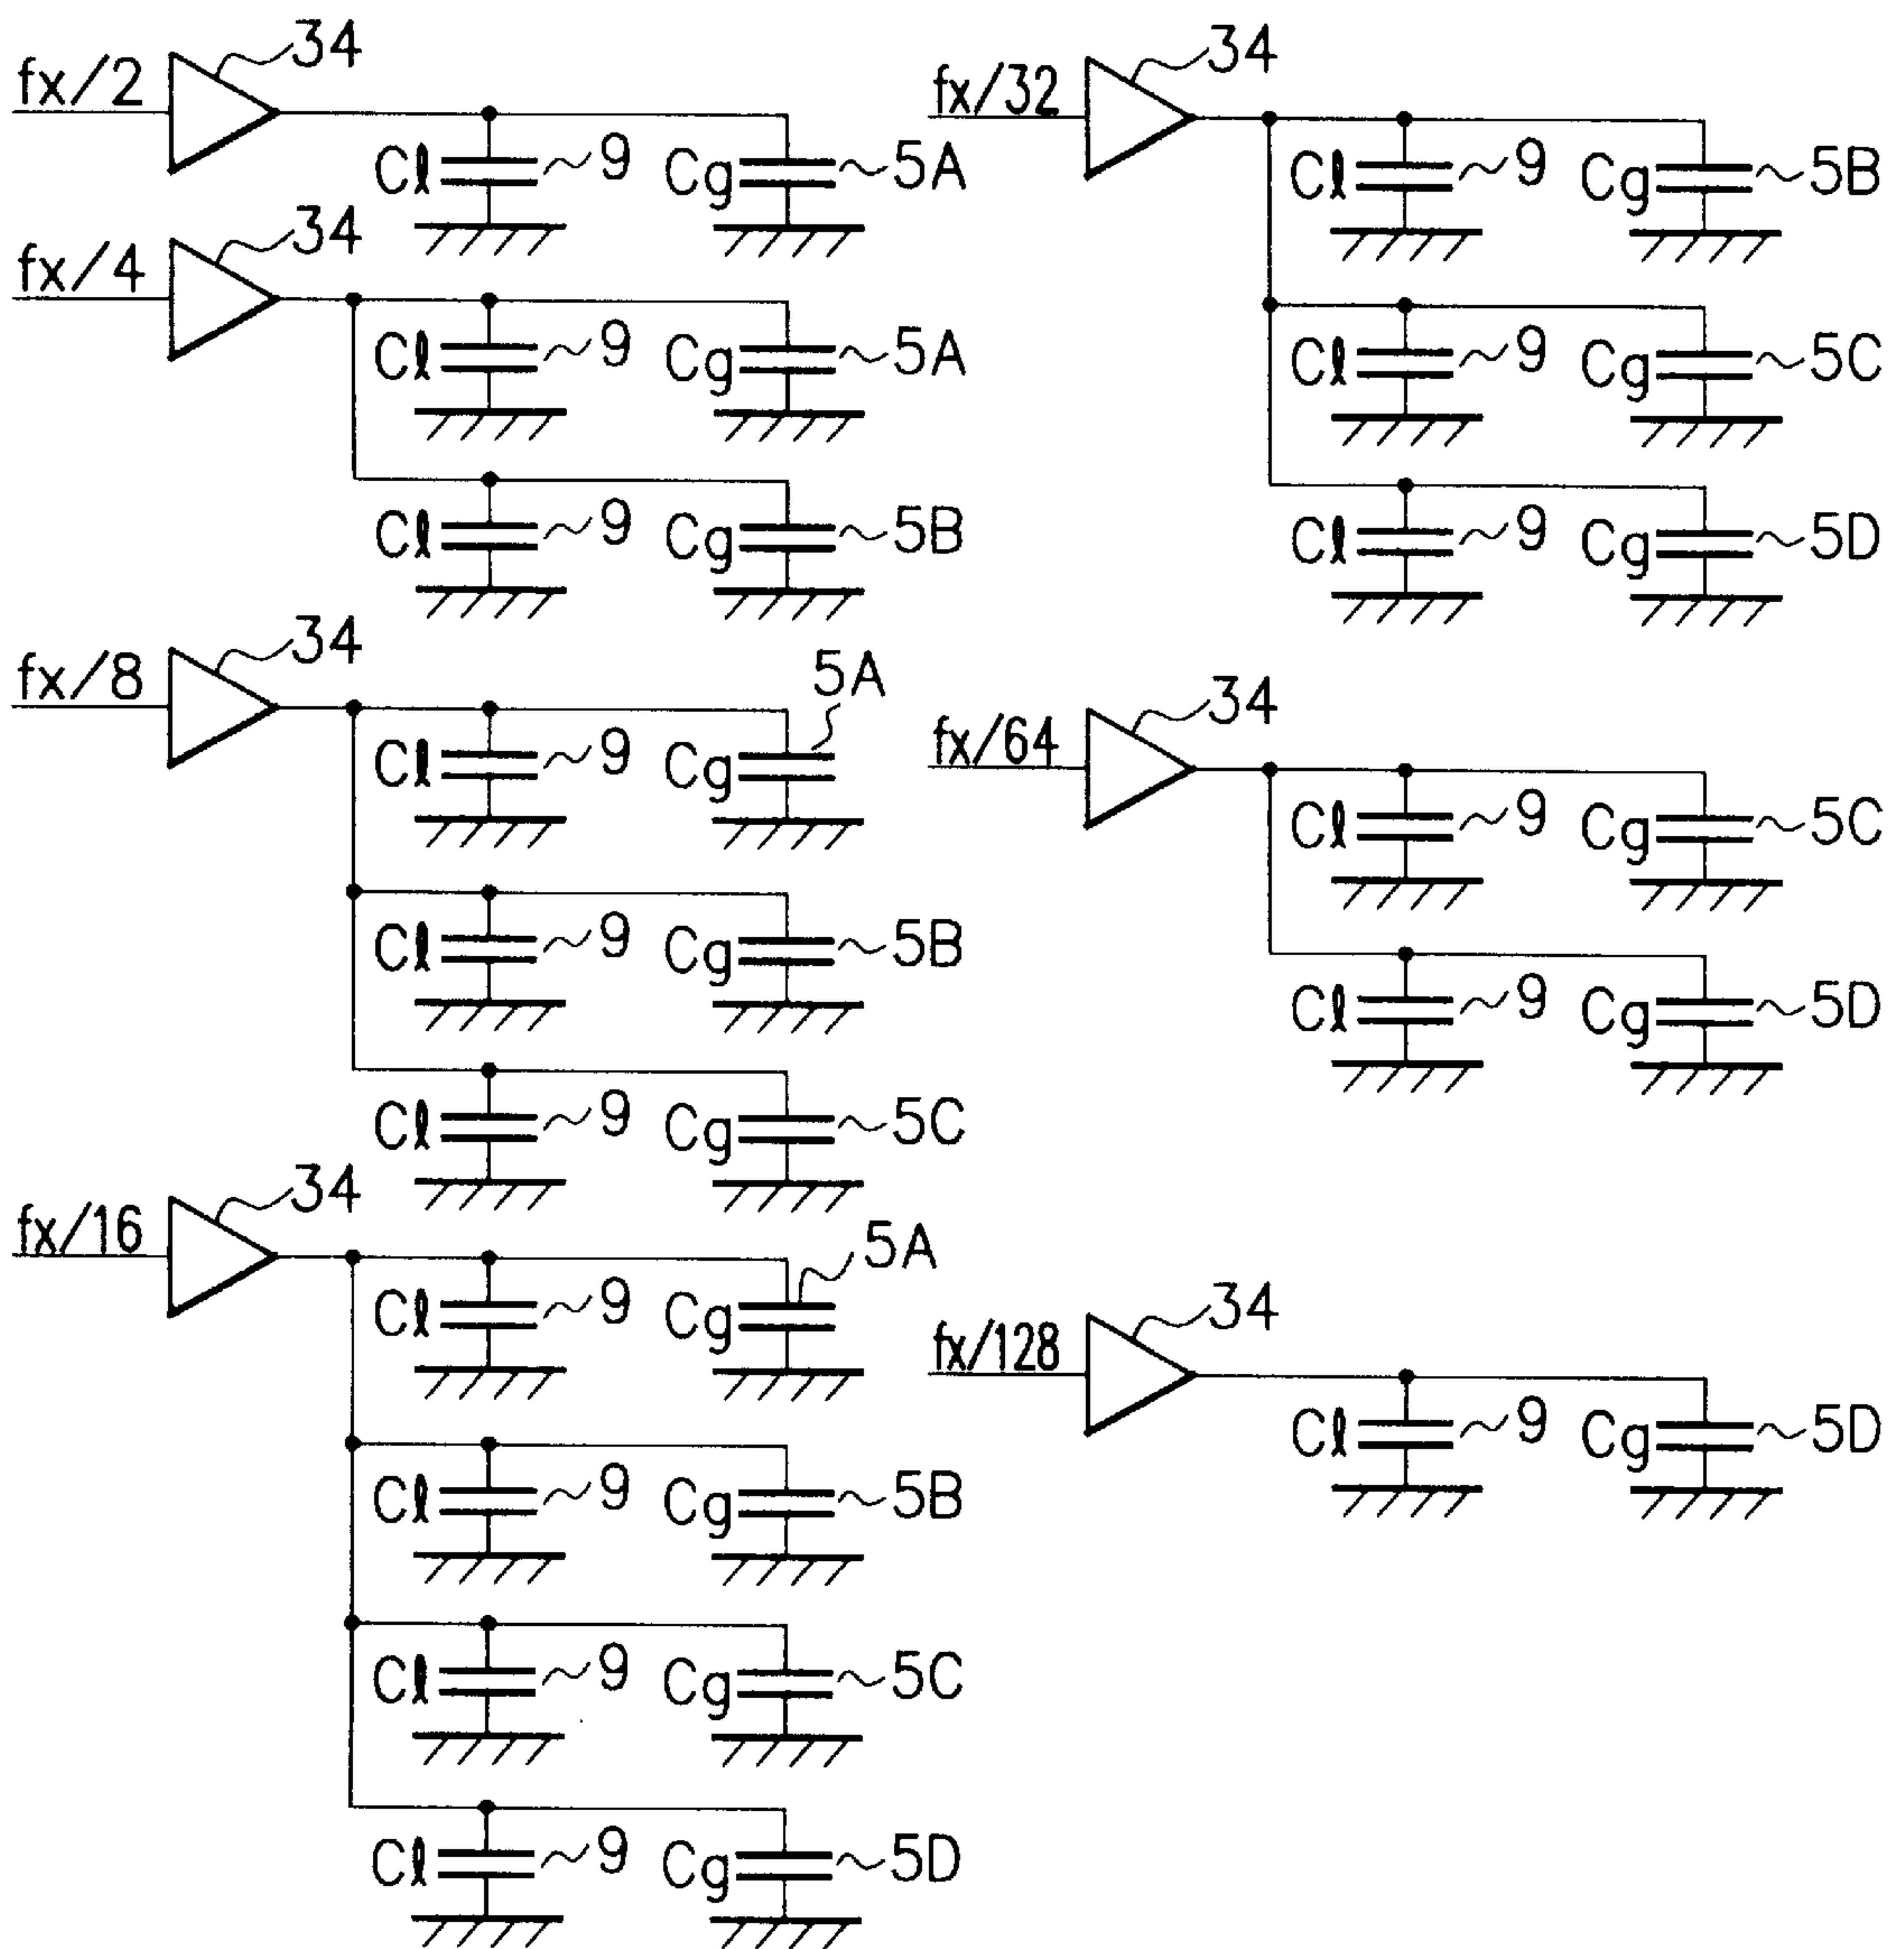 34
fx/2
Cl 9 Cg 5A
34
fx/4
Cl 9 Cg 5A
Cl 9 Cg 5B
34
fx/8
5A
Cl 9 Cg
Cl 9 Cg 5B
Cl 9 Cg 5C
34
fx/16
5A
Cl 9 Cg
Cl 9 Cg 5B
Cl 9 Cg 5C
Cl 9 Cg 5D
34
fx/32
Cl 9 Cg 5B
Cl 9 Cg 5C
Cl 9 Cg 5D
34
fx/64
Cl 9 Cg 5C
Cl 9 Cg 5D
34
fx/128
Cl 9 Cg 5D